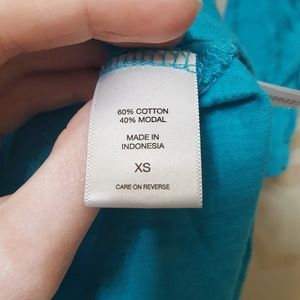 60% COTTON
40% MODAL
MADE IN
INDONESIA
XS
CARE ON REVERSE